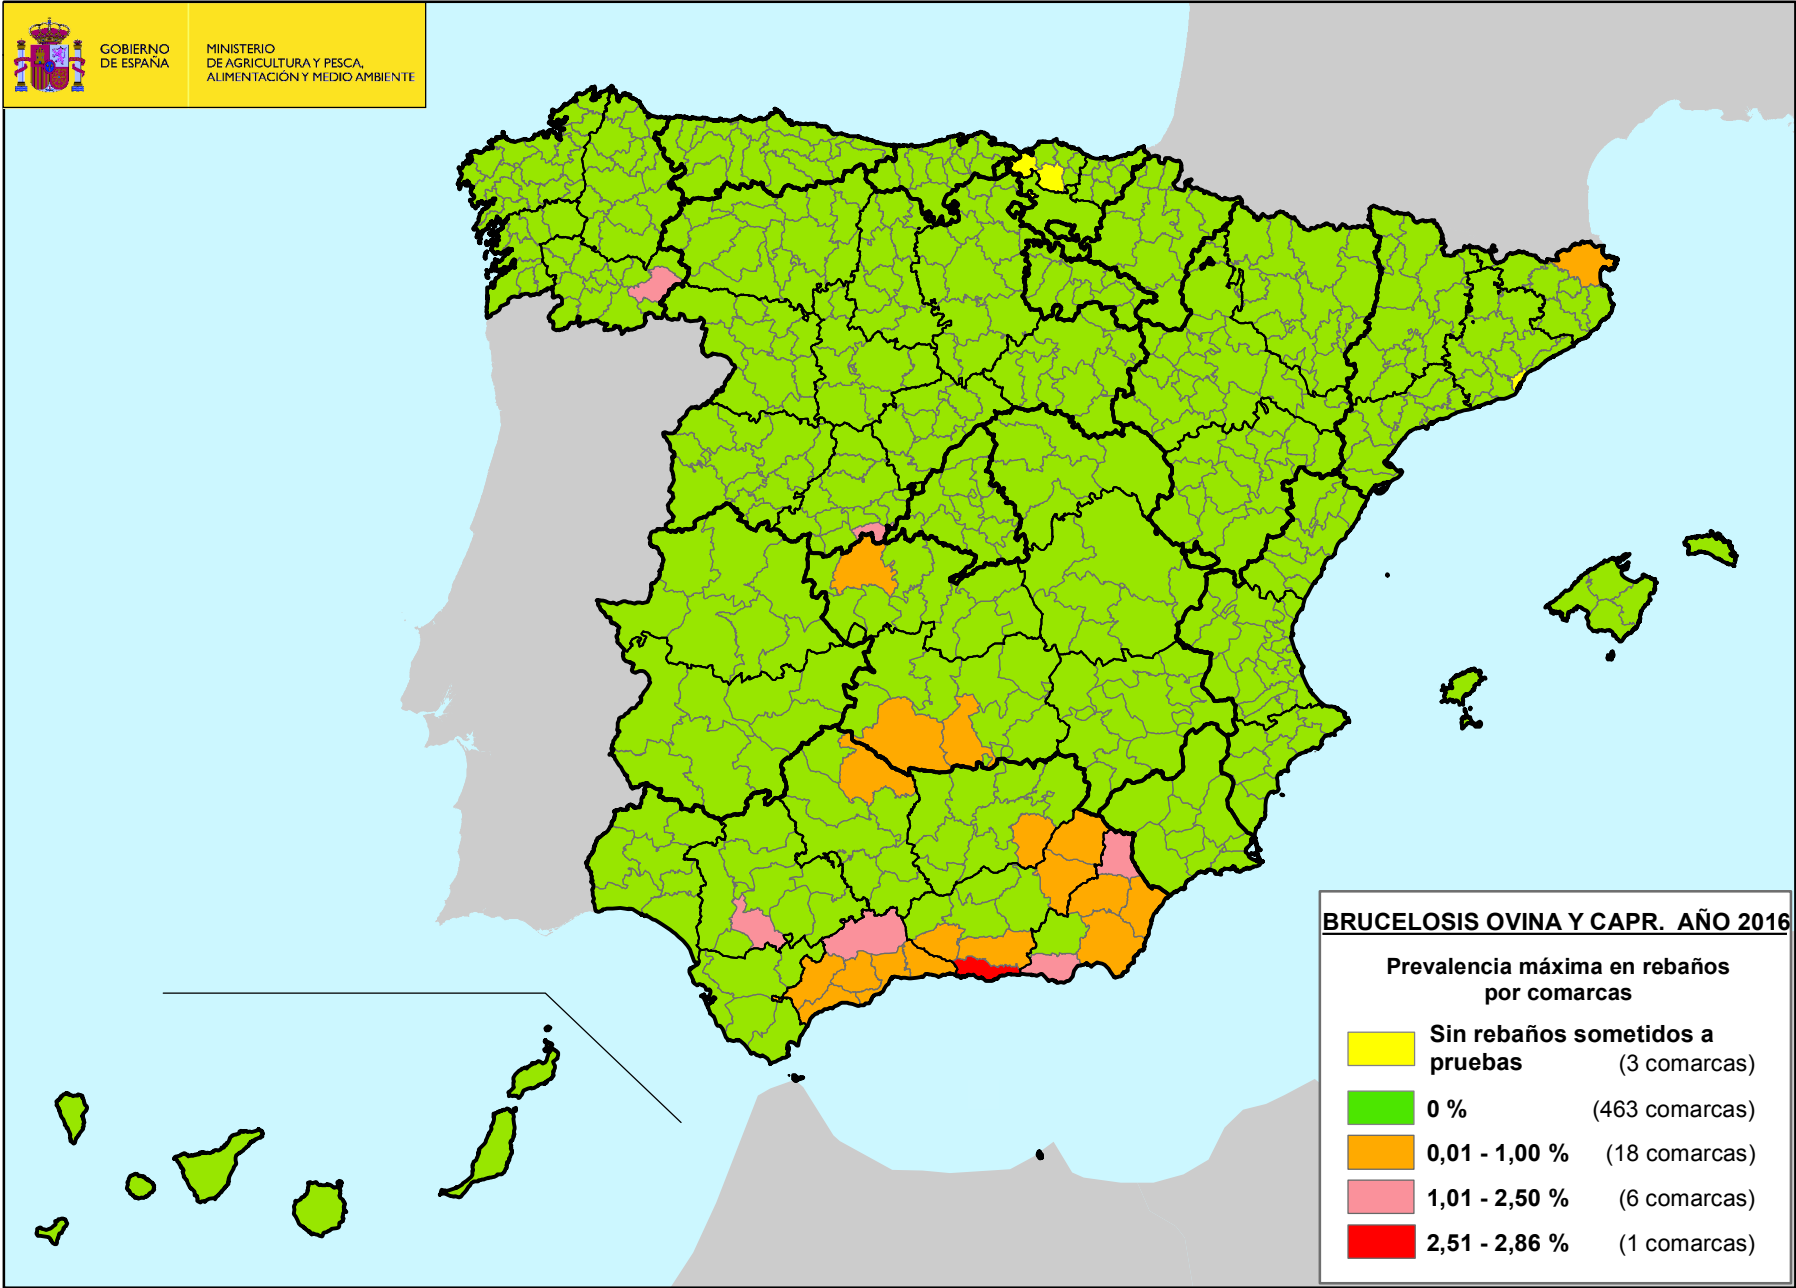 GOBIERNO
DE ESPAÑA
MINISTERIO
DE AGRICULTURA Y PESCA,
ALIMENTACIÓN Y MEDIO AMBIENTE
BRUCELOSIS OVINA Y CAPR. AÑO 2016
Prevalencia máxima en rebaños
por comarcas
Sin rebaños sometidos a
pruebas (3 comarcas)
0 % (463 comarcas)
0,01 - 1,00 % (18 comarcas)
1,01 - 2,50 % (6 comarcas)
2,51 - 2,86 % (1 comarcas)